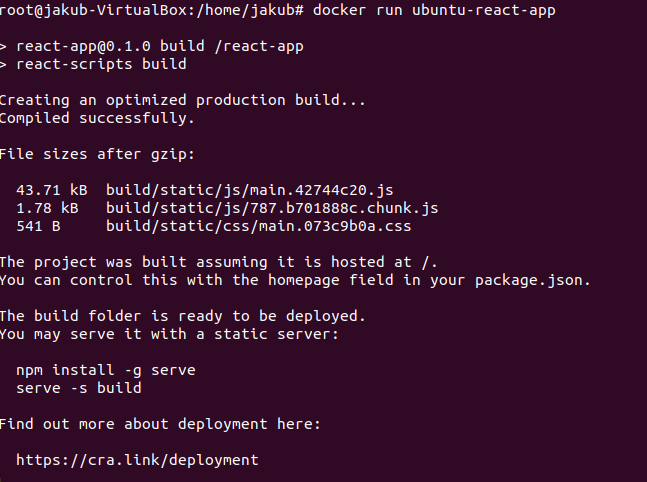 root@jakub-VirtualBox:/home/jakub# docker run ubuntu-react-app
> react-app@0.1.0 build /react-app
> react-scripts build
Creating an optimized production build...
Compiled successfully.
File sizes after gzip:
43.71 kB  build/static/js/main.42744c20.js
1.78 kB   build/static/js/787.b701888c.chunk.js
541 B     build/static/css/main.073c9b0a.css
The project was built assuming it is hosted at /.
You can control this with the homepage field in your package.json.
The build folder is ready to be deployed.
You may serve it with a static server:
npm install -g serve
serve -s build
Find out more about deployment here:
https://cra.link/deployment